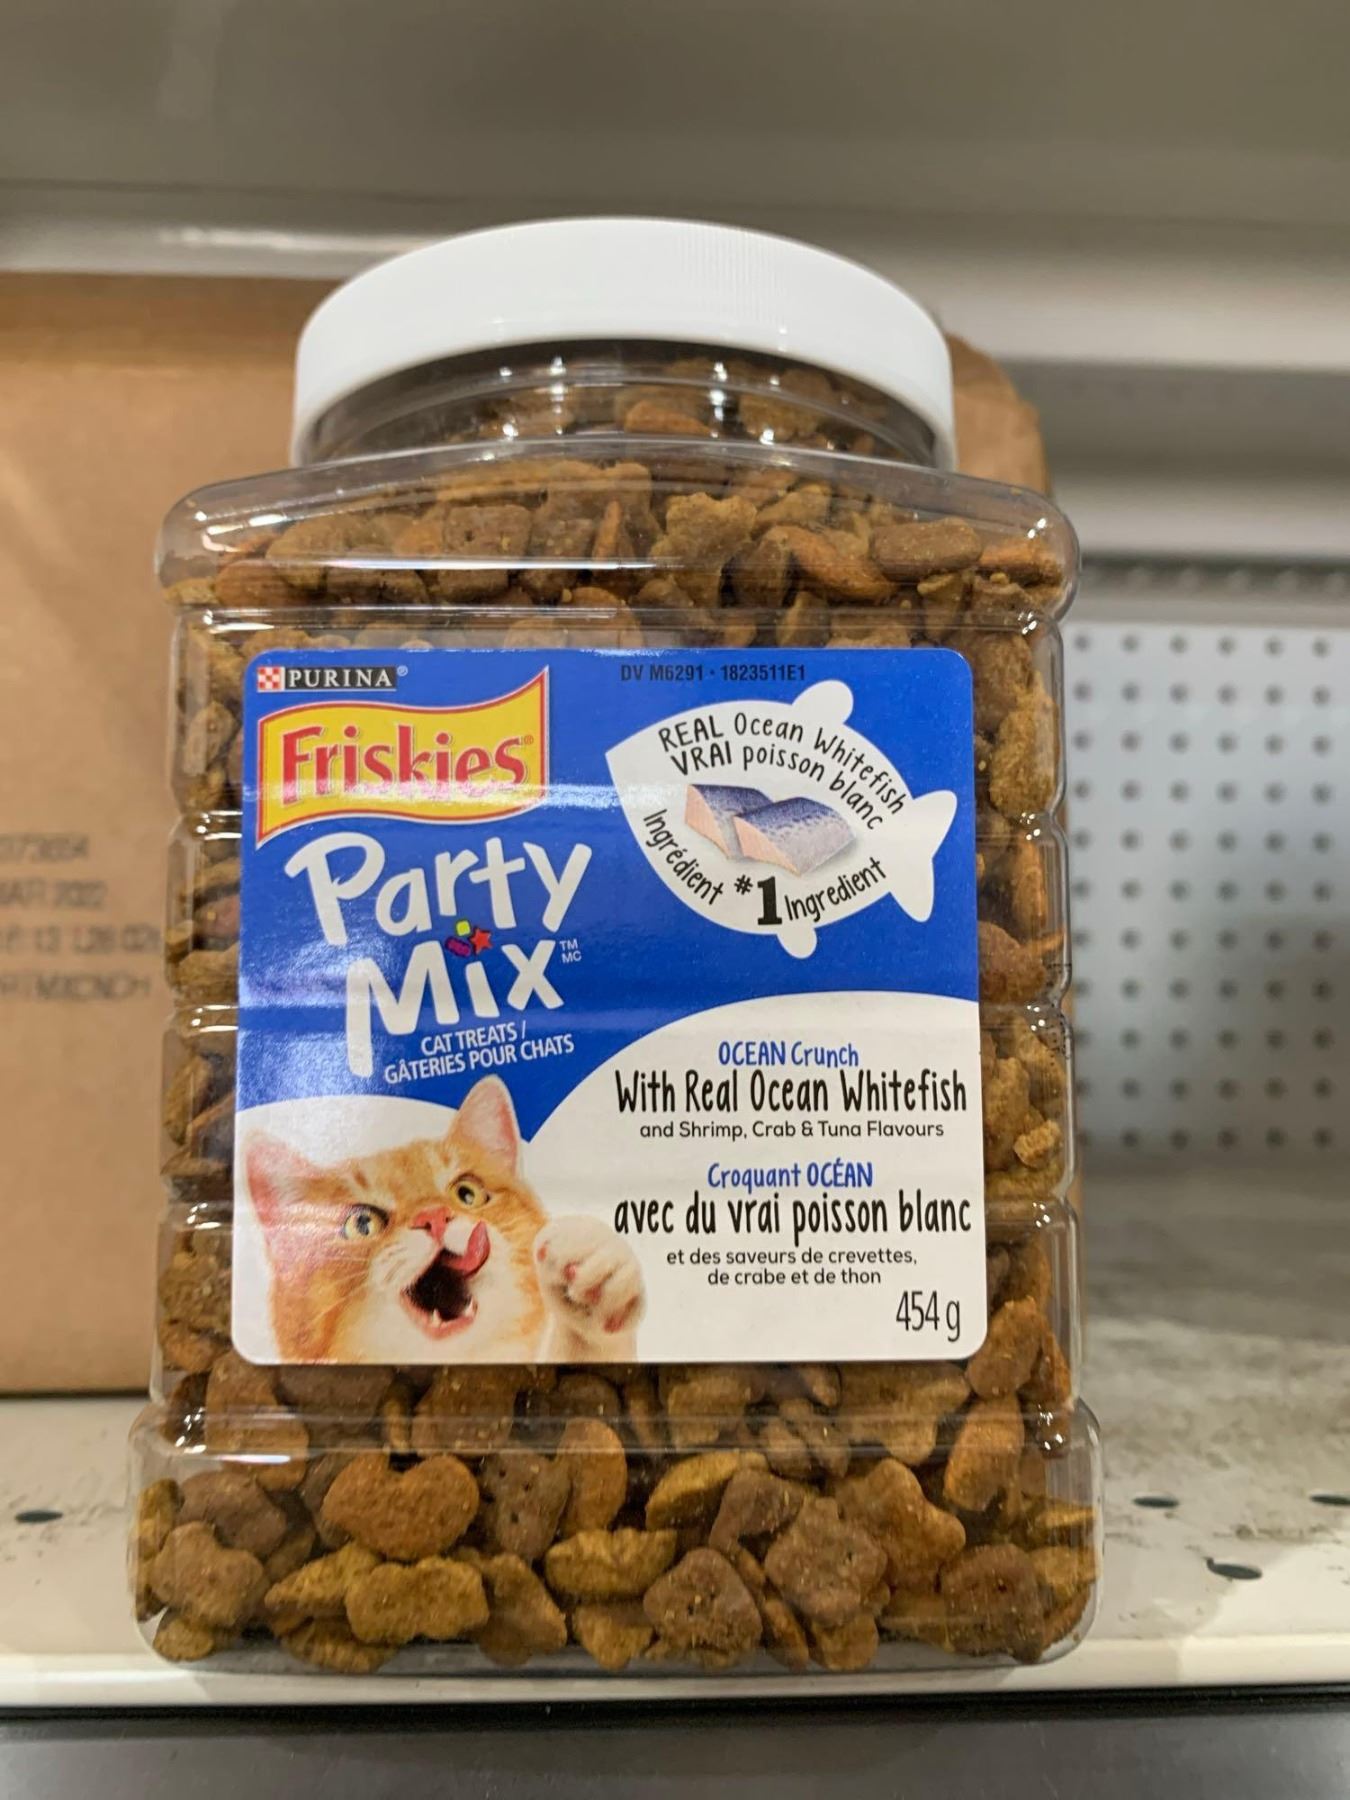 PURINA®
Friskies®
Party
Mix TM
MC
CAT TREATS /
GÂTERIES POUR CHATS
DV M6291 • 1823511E1
REAL Ocean Whitefish
VRAI poisson blanc
Ingrédient #1 Ingredient
OCEAN Crunch
With Real Ocean Whitefish
and Shrimp, Crab & Tuna Flavours
Croquant OCÉAN
avec du vrai poisson blanc
et des saveurs de crevettes,
de crabe et de thon
454 g